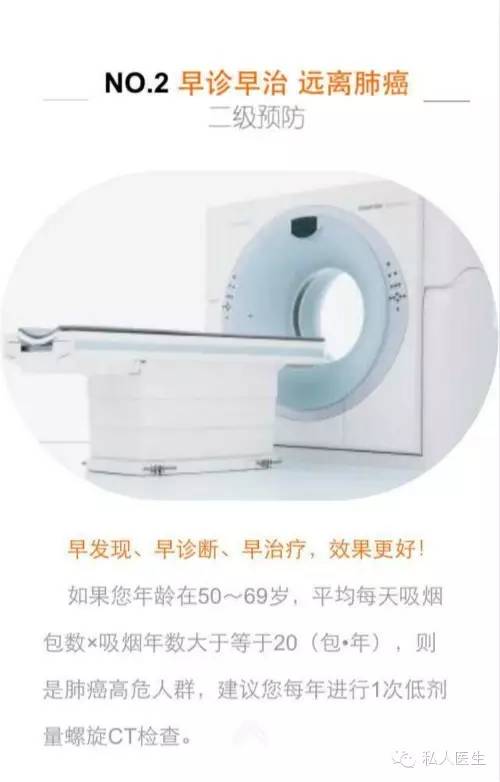 NO.2 早诊早治 远离肺癌
二级预防
早发现、早诊断、早治疗，效果更好！
如果您年龄在50～69岁，平均每天吸烟
包数×吸烟年数大于等于20（包•年），则
是肺癌高危人群，建议您每年进行1次低剂
量螺旋CT检查。
私人医生